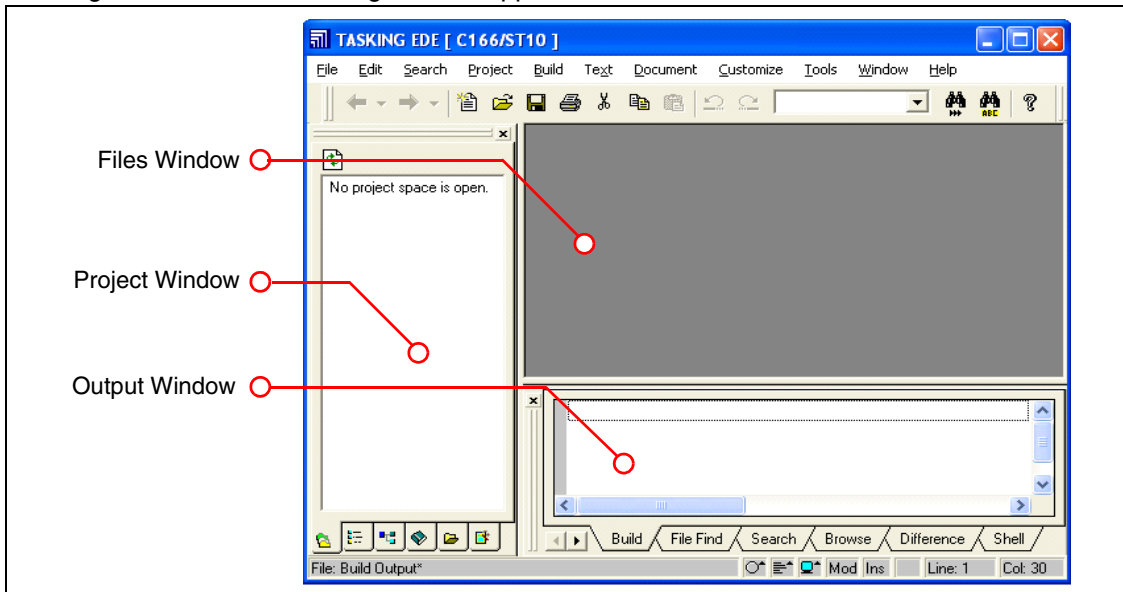 TASKING EDE [ C166/ST10 ]
File Edit Search Project Build Text Document Customize Tools Window Help
ABC
Files Window
No project space is open.
Project Window
Output Window
Build File Find Search Browse Difference Shell
File: Build Output* Mod Ins Line: 1 Col: 30